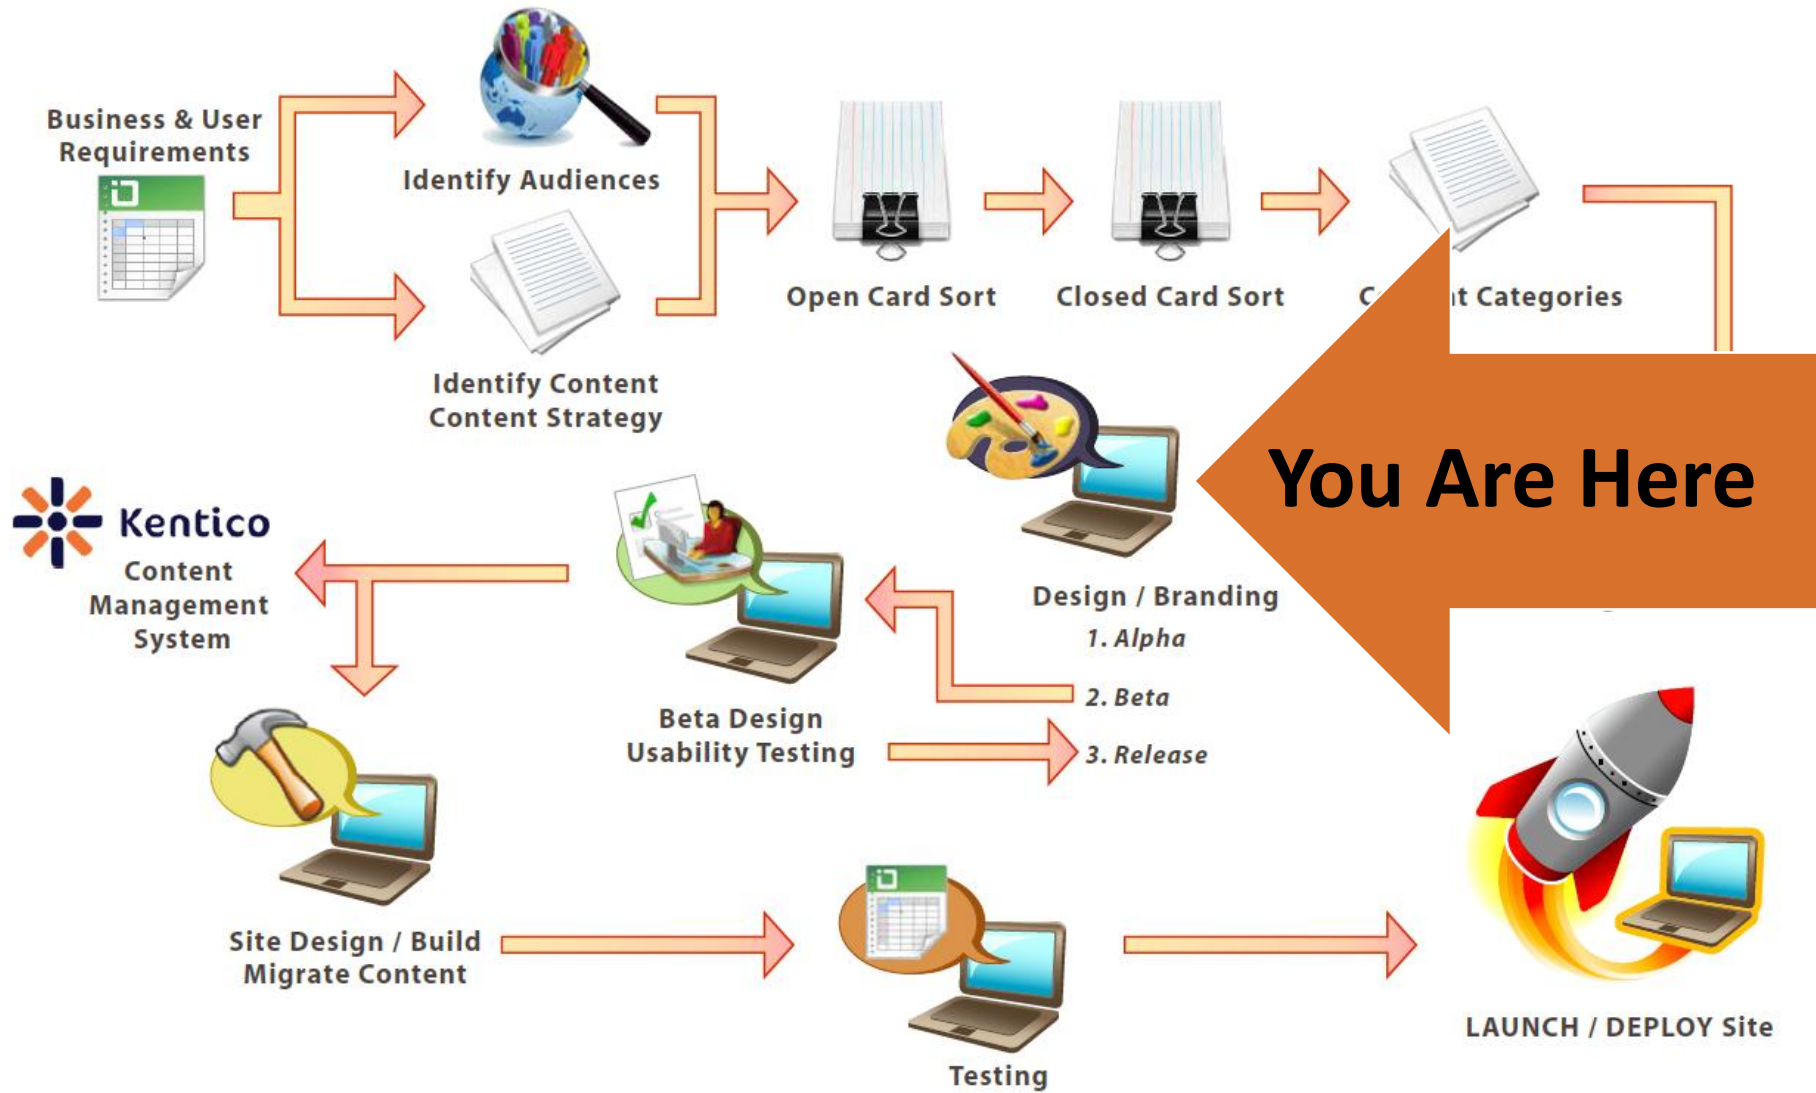 Business & User
Requirements
Identify Audiences
Identify Content
Content Strategy
Open Card Sort
Closed Card Sort
Categories
You Are Here
Design / Branding
1. Alpha
2. Beta
3. Release
Beta Design
Usability Testing
Kentico
Content
Management
System
Site Design / Build
Migrate Content
Testing
LAUNCH / DEPLOY Site